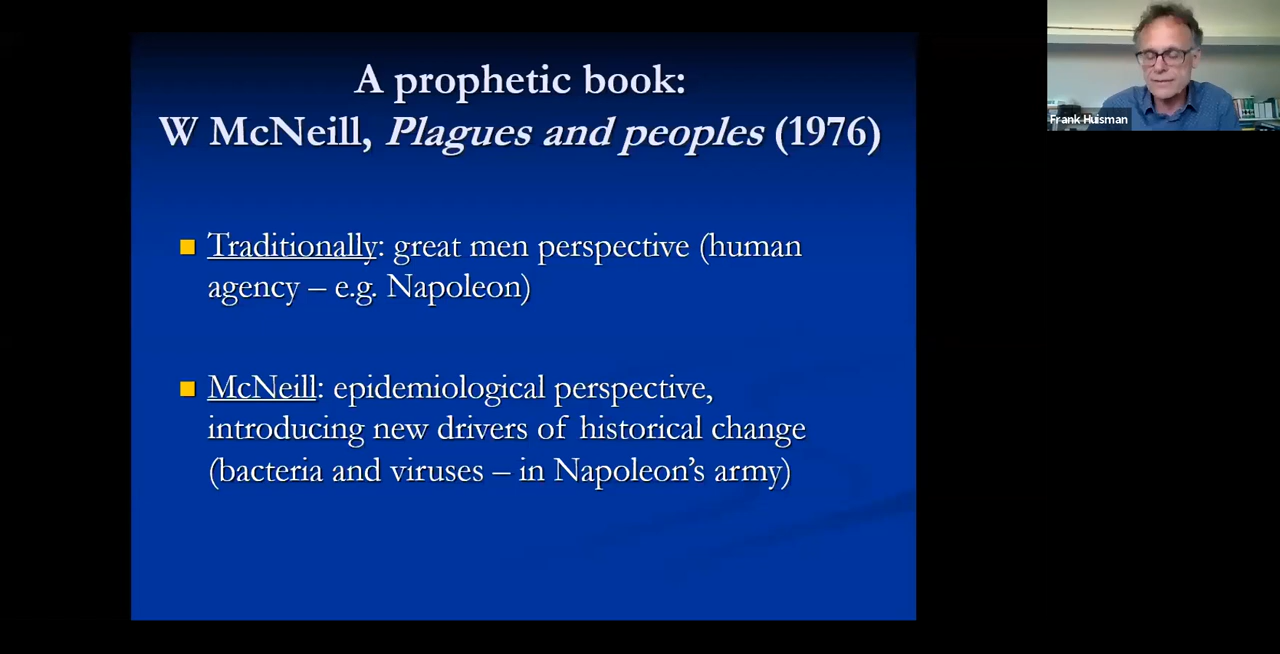 A prophetic book:
W McNeill, Plagues and peoples (1976)
Traditionally: great men perspective (human
agency – e.g. Napoleon)
McNeill: epidemiological perspective,
introducing new drivers of historical change
(bacteria and viruses – in Napoleon’s army)
Frank Huisman